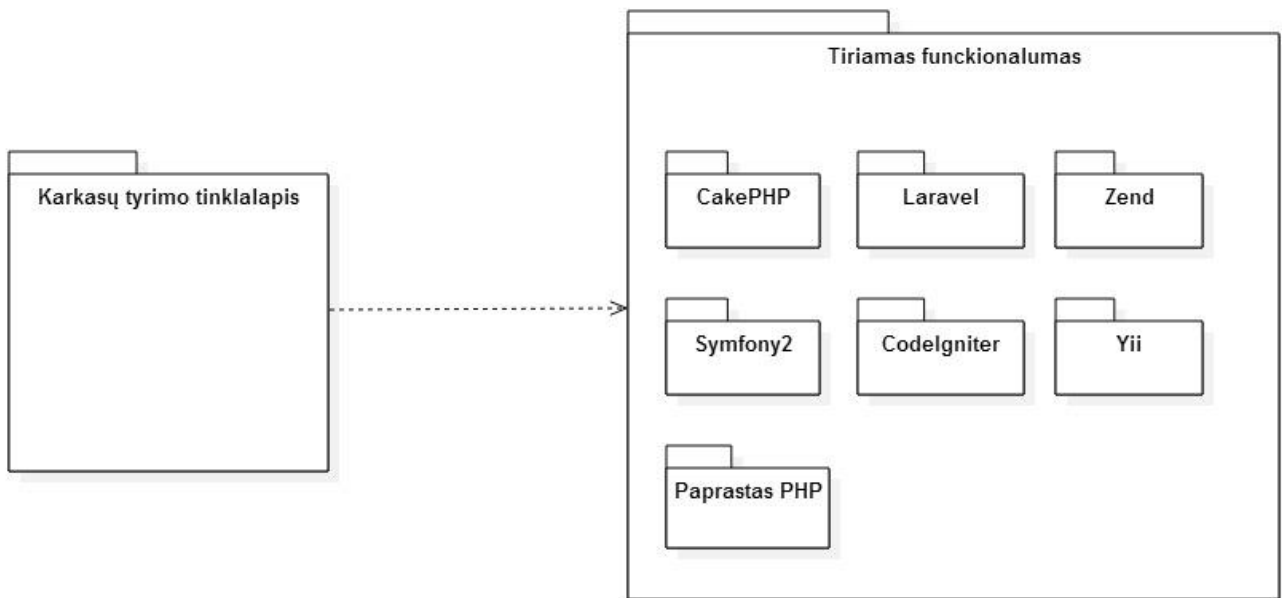 Tiriamas funckionalumas
Karkasų tyrimo tinklalapis
CakePHP
Laravel
Zend
Symfony2
CodeIgniter
Yii
Paprastas PHP